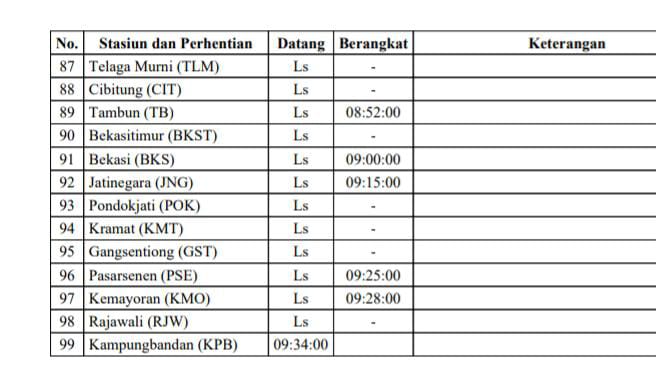 No. Stasiun dan Perhentian Datang Berangkat Keterangan
87 Telaga Murni (TLM) Ls -
88 Cibitung (CIT) Ls -
89 Tambun (TB) Ls 08:52:00
90 Bekasitimur (BKST) Ls -
91 Bekasi (BKS) Ls 09:00:00
92 Jatinegara (JNG) Ls 09:15:00
93 Pondokjati (POK) Ls -
94 Kramat (KMT) Ls -
95 Gangsentiong (GST) Ls -
96 Pasarsenen (PSE) Ls 09:25:00
97 Kemayoran (KMO) Ls 09:28:00
98 Rajawali (RJW) Ls -
99 Kampungbandan (KPB) 09:34:00